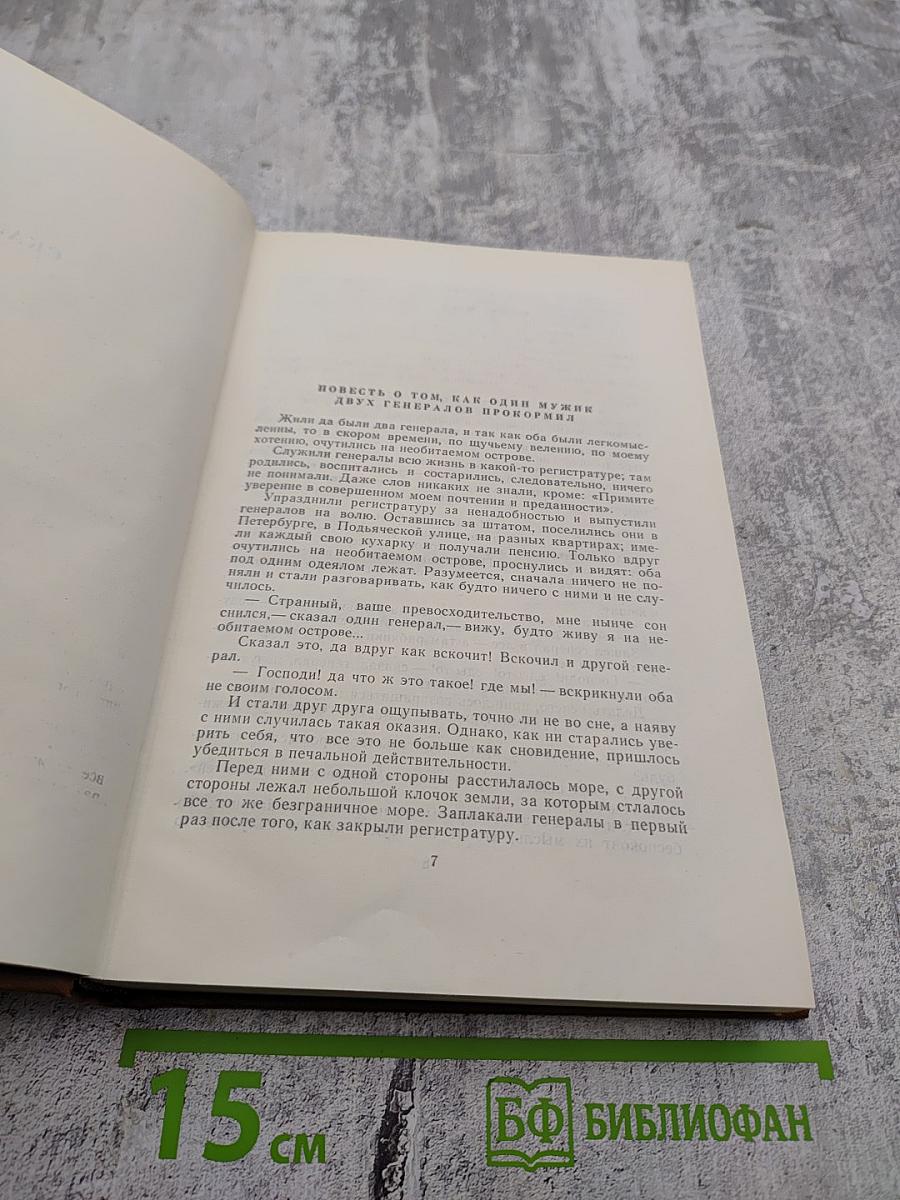 ПОВЕСТЬ О ТОМ, КАК ОДИН МУЖИК
ДВУХ ГЕНЕРАЛОВ ПРОКОРМИЛ
Жили да были два генерала, и так как оба были легкомыс-
ленны, то в скором времени, по щучьему велению, по моему
хотению, очутились на необитаемом острове.
Служили генералы всю жизнь в какой-то регистратуре; там
родились, воспитались и состарились, следовательно, ничего
не понимали. Даже слов никаких не знали, кроме: «Примите
уверение в совершенном моем почтении и преданности».
Упразднили регистратуру за ненадобностью и выпустили
генералов на волю. Оставшись за штатом, поселились они в
Петербурге, в Подьяческой улице, на разных квартирах; име-
ли каждый свою кухарку и получали пенсию. Только вдруг
очутились на необитаемом острове, проснулись и видят: оба
под одним одеялом лежат. Разумеется, сначала ничего не по-
няли и стали разговаривать, как будто ничего с ними и не слу-
чилось.
— Странный, ваше превосходительство, мне нынче сон
снился,— сказал один генерал,— вижу, будто живу я на не-
обитаемом острове...
Сказал это, да вдруг как вскочит! Вскочил и другой гене-
рал.
— Господи! да что ж это такое! где мы! — вскрикнули оба
не своим голосом.
И стали друг друга ощупывать, точно ли не во сне, а наяву
с ними случилась такая оказия. Однако, как ни старались уве-
рить себя, что все это не больше как сновидение, пришлось
убедиться в печальной действительности.
Перед ними с одной стороны расстилалось море, с другой
стороны лежал небольшой клочок земли, за которым стлалось
все то же безграничное море. Заплакали генералы в первый
раз после того, как закрыли регистратуру.
7
15 см
БФ БИБЛИОФАН